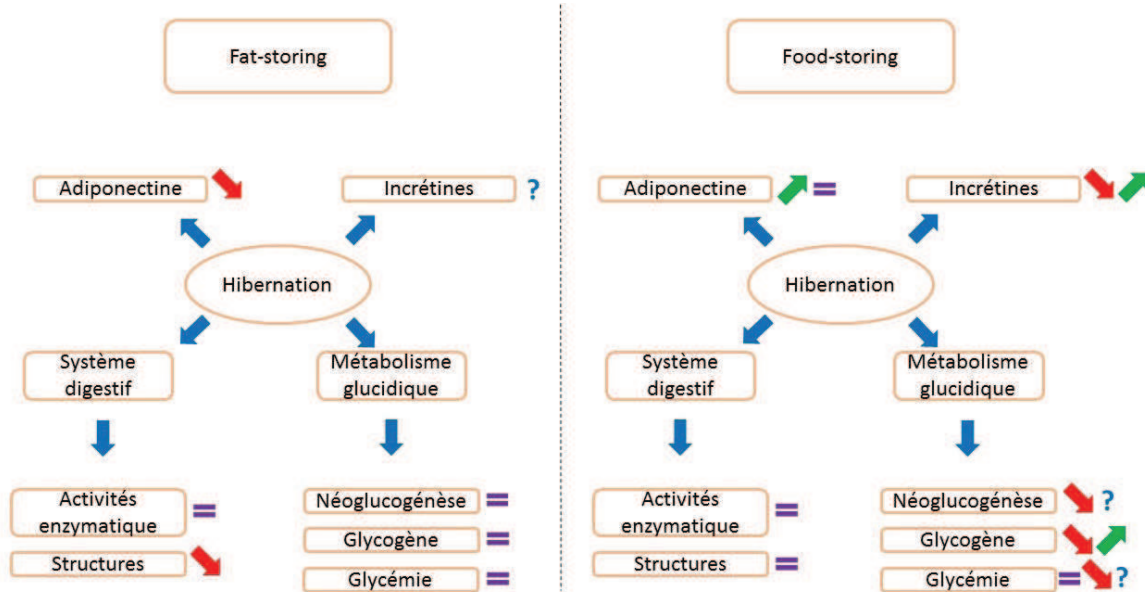 Fat-storing
Adiponectine
Incrétines ?
Hibernation
Système
digestif
Métabolisme
glucidique
Activités
enzymatique =
Structures
Néoglucogénèse =
Glycogène =
Glycémie =
Food-storing
Adiponectine =
Incrétines
Hibernation
Système
digestif
Métabolisme
glucidique
Activités
enzymatique =
Structures =
Néoglucogénèse ?
Glycogène
Glycémie = ?